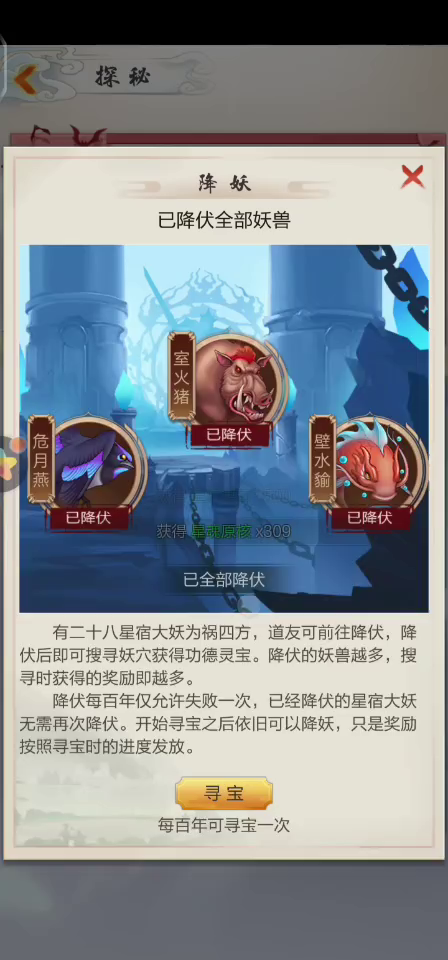 探秘
降妖
已降伏全部妖兽
室火猪
已降伏
危月燕
已降伏
壁水貐
已降伏
获得 星魂原核 x309
已全部降伏
有二十八星宿大妖为祸四方，道友可前往降伏，降
伏后即可搜寻妖穴获得功德灵宝。降伏的妖兽越多，搜
寻时获得的奖励即越多。
降伏每百年仅允许失败一次，已经降伏的星宿大妖
无需再次降伏。开始寻宝之后依旧可以降妖，只是奖励
按照寻宝时的进度发放。
寻宝
每百年可寻宝一次